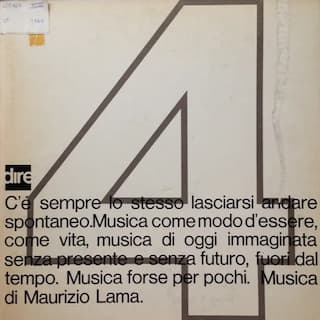 4
dire
C'é sempre lo stesso lasciarsi andare
spontaneo.Musica come modo d'essere,
come vita, musica di oggi immaginata
senza presente e senza futuro, fuori dal
tempo. Musica forse per pochi. Musica
di Maurizio Lama.